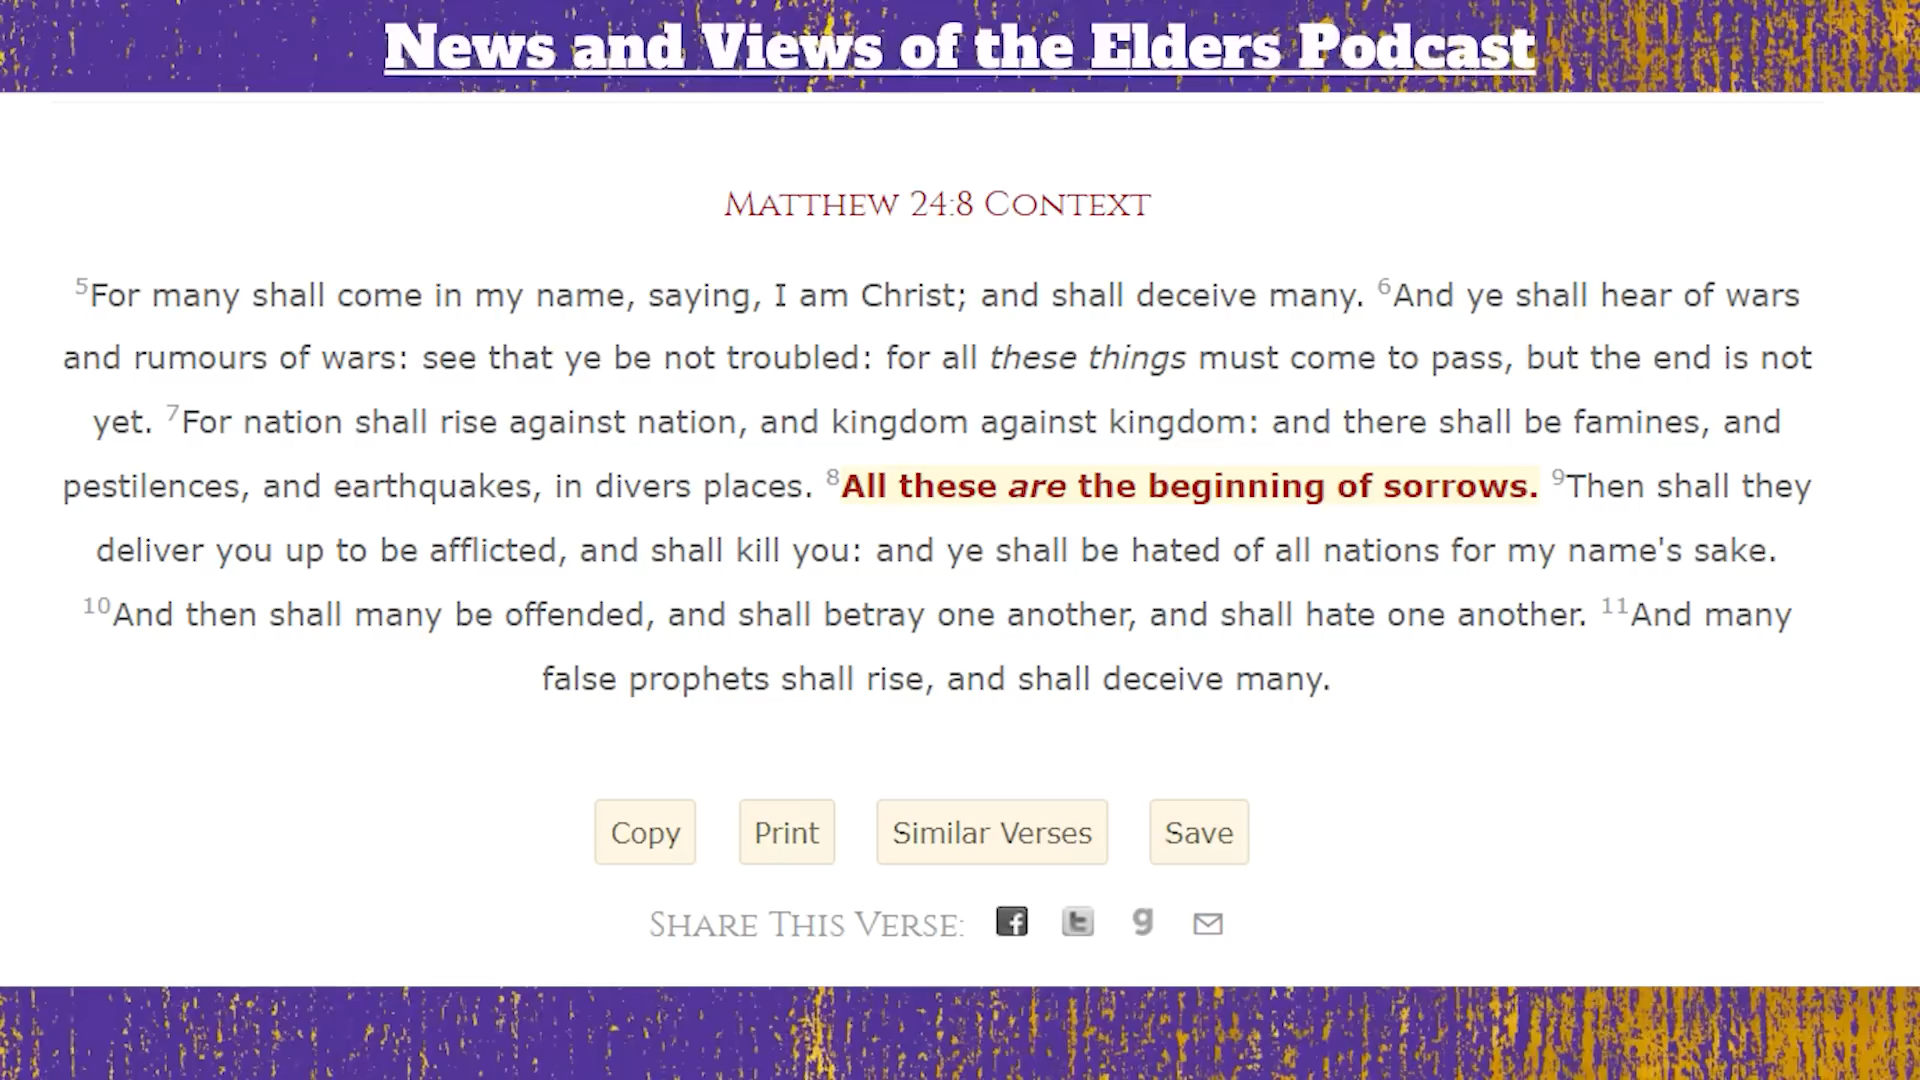 News and Views of the Elders Podcast
MATTHEW 24:8 CONTEXT
5For many shall come in my name, saying, I am Christ; and shall deceive many. 6And ye shall hear of wars
and rumours of wars: see that ye be not troubled: for all these things must come to pass, but the end is not
yet. 7For nation shall rise against nation, and kingdom against kingdom: and there shall be famines, and
pestilences, and earthquakes, in divers places. 8All these are the beginning of sorrows. 9Then shall they
deliver you up to be afflicted, and shall kill you: and ye shall be hated of all nations for my name's sake.
10And then shall many be offended, and shall betray one another, and shall hate one another. 11And many
false prophets shall rise, and shall deceive many.
Copy Print Similar Verses Save
SHARE THIS VERSE: